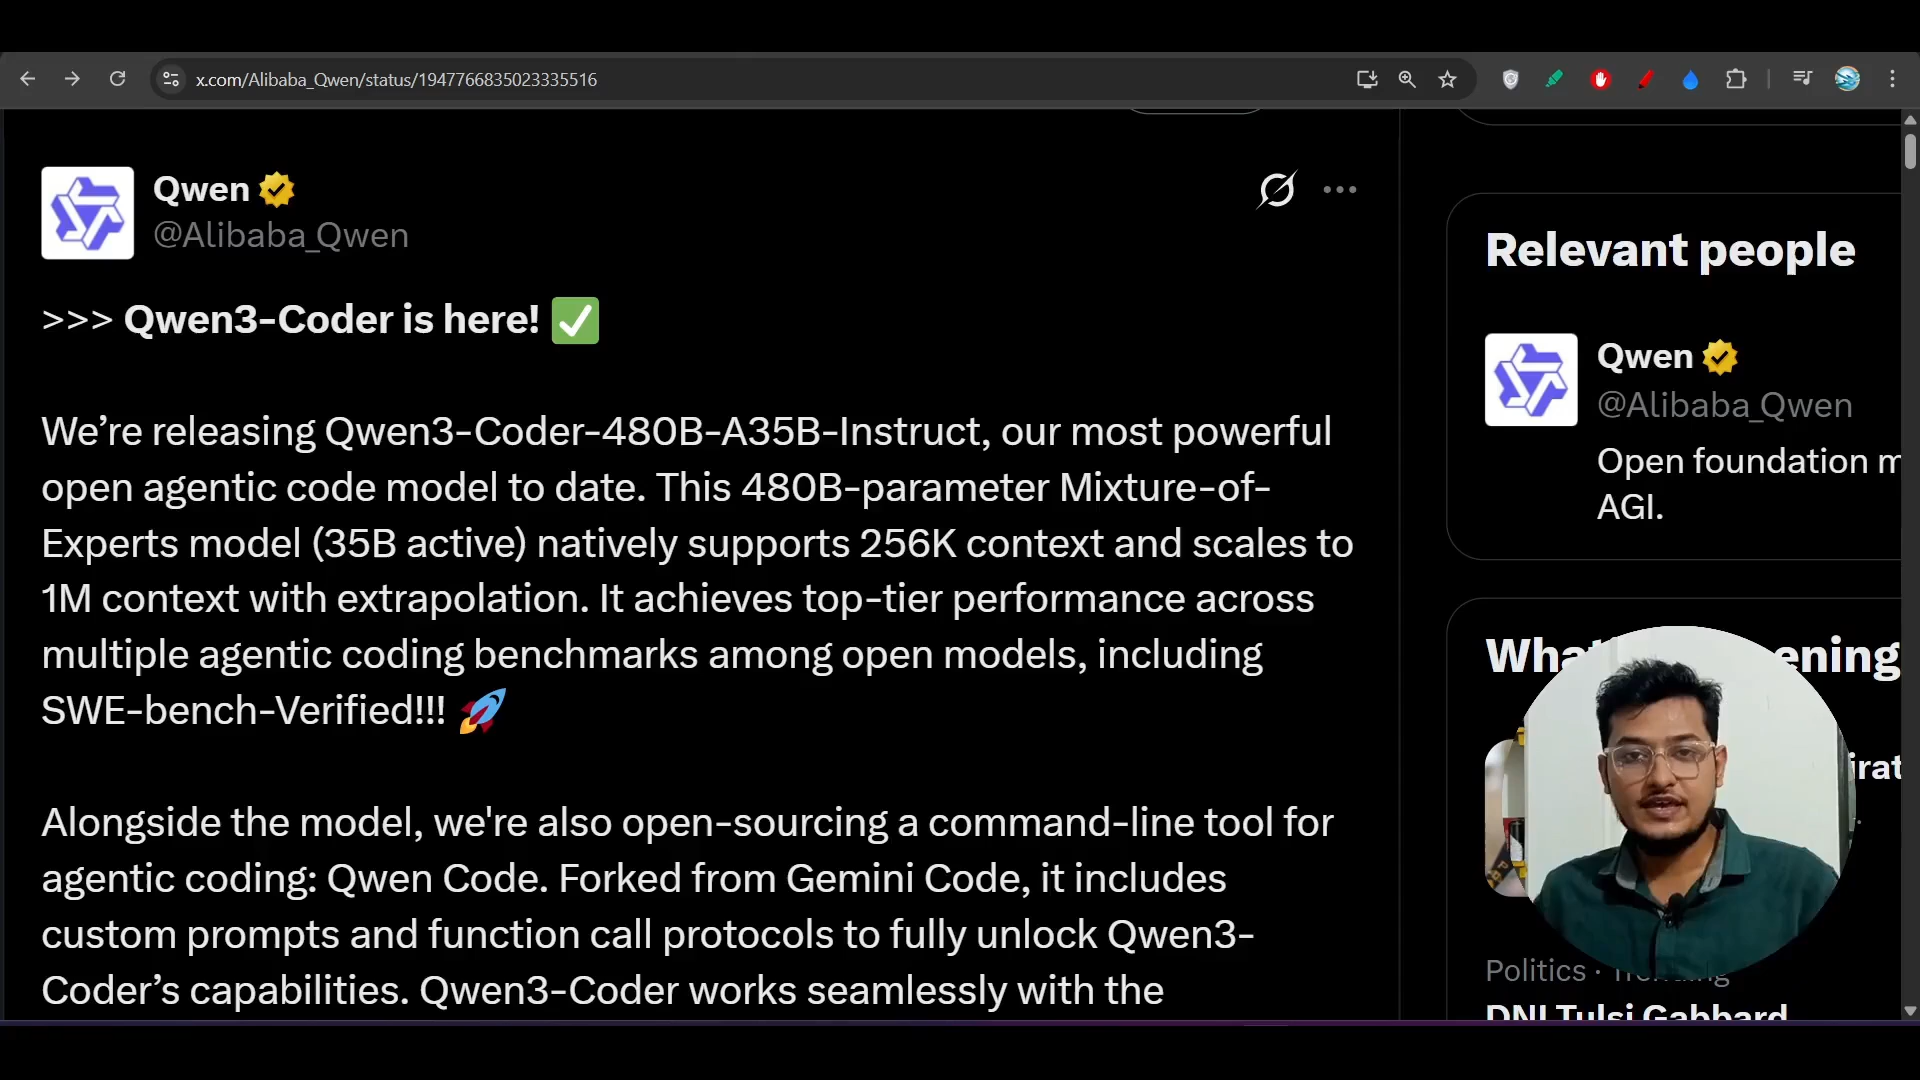 x.com/Alibaba_Qwen/status/1947766835023335516
Qwen
@Alibaba_Qwen
>>> Qwen3-Coder is here! ✅
We’re releasing Qwen3-Coder-480B-A35B-Instruct, our most powerful
open agentic code model to date. This 480B-parameter Mixture-of-
Experts model (35B active) natively supports 256K context and scales to
1M context with extrapolation. It achieves top-tier performance across
multiple agentic coding benchmarks among open models, including
SWE-bench-Verified!!! 🚀
Alongside the model, we're also open-sourcing a command-line tool for
agentic coding: Qwen Code. Forked from Gemini Code, it includes
custom prompts and function call protocols to fully unlock Qwen3-
Coder’s capabilities. Qwen3-Coder works seamlessly with the
Relevant people
Qwen
@Alibaba_Qwen
Open foundation m
AGI.
Politics ·
DNI Tulsi Gabbard